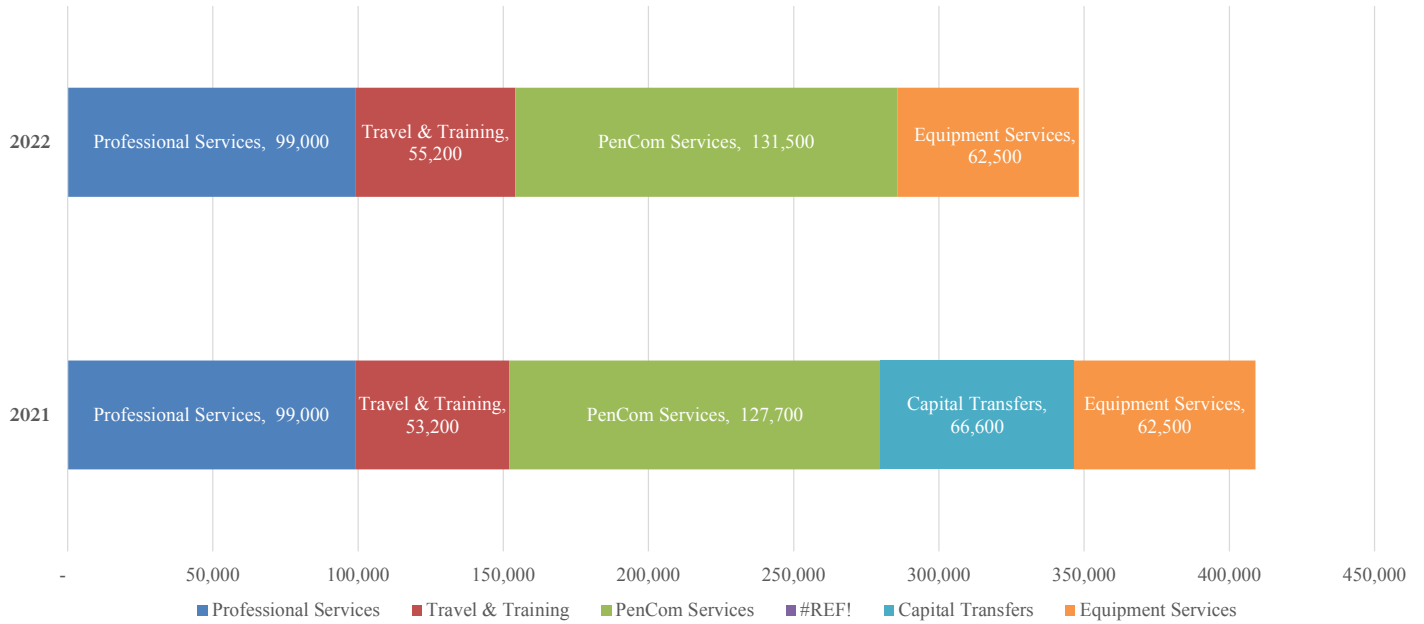 2022
Professional Services, 99,000
Travel & Training,
55,200
PenCom Services, 131,500
Equipment Services,
62,500
2021
Professional Services, 99,000
Travel & Training,
53,200
PenCom Services, 127,700
Capital Transfers,
66,600
Equipment Services,
62,500
- 50,000 100,000 150,000 200,000 250,000 300,000 350,000 400,000 450,000
Professional Services Travel & Training PenCom Services #REF! Capital Transfers Equipment Services